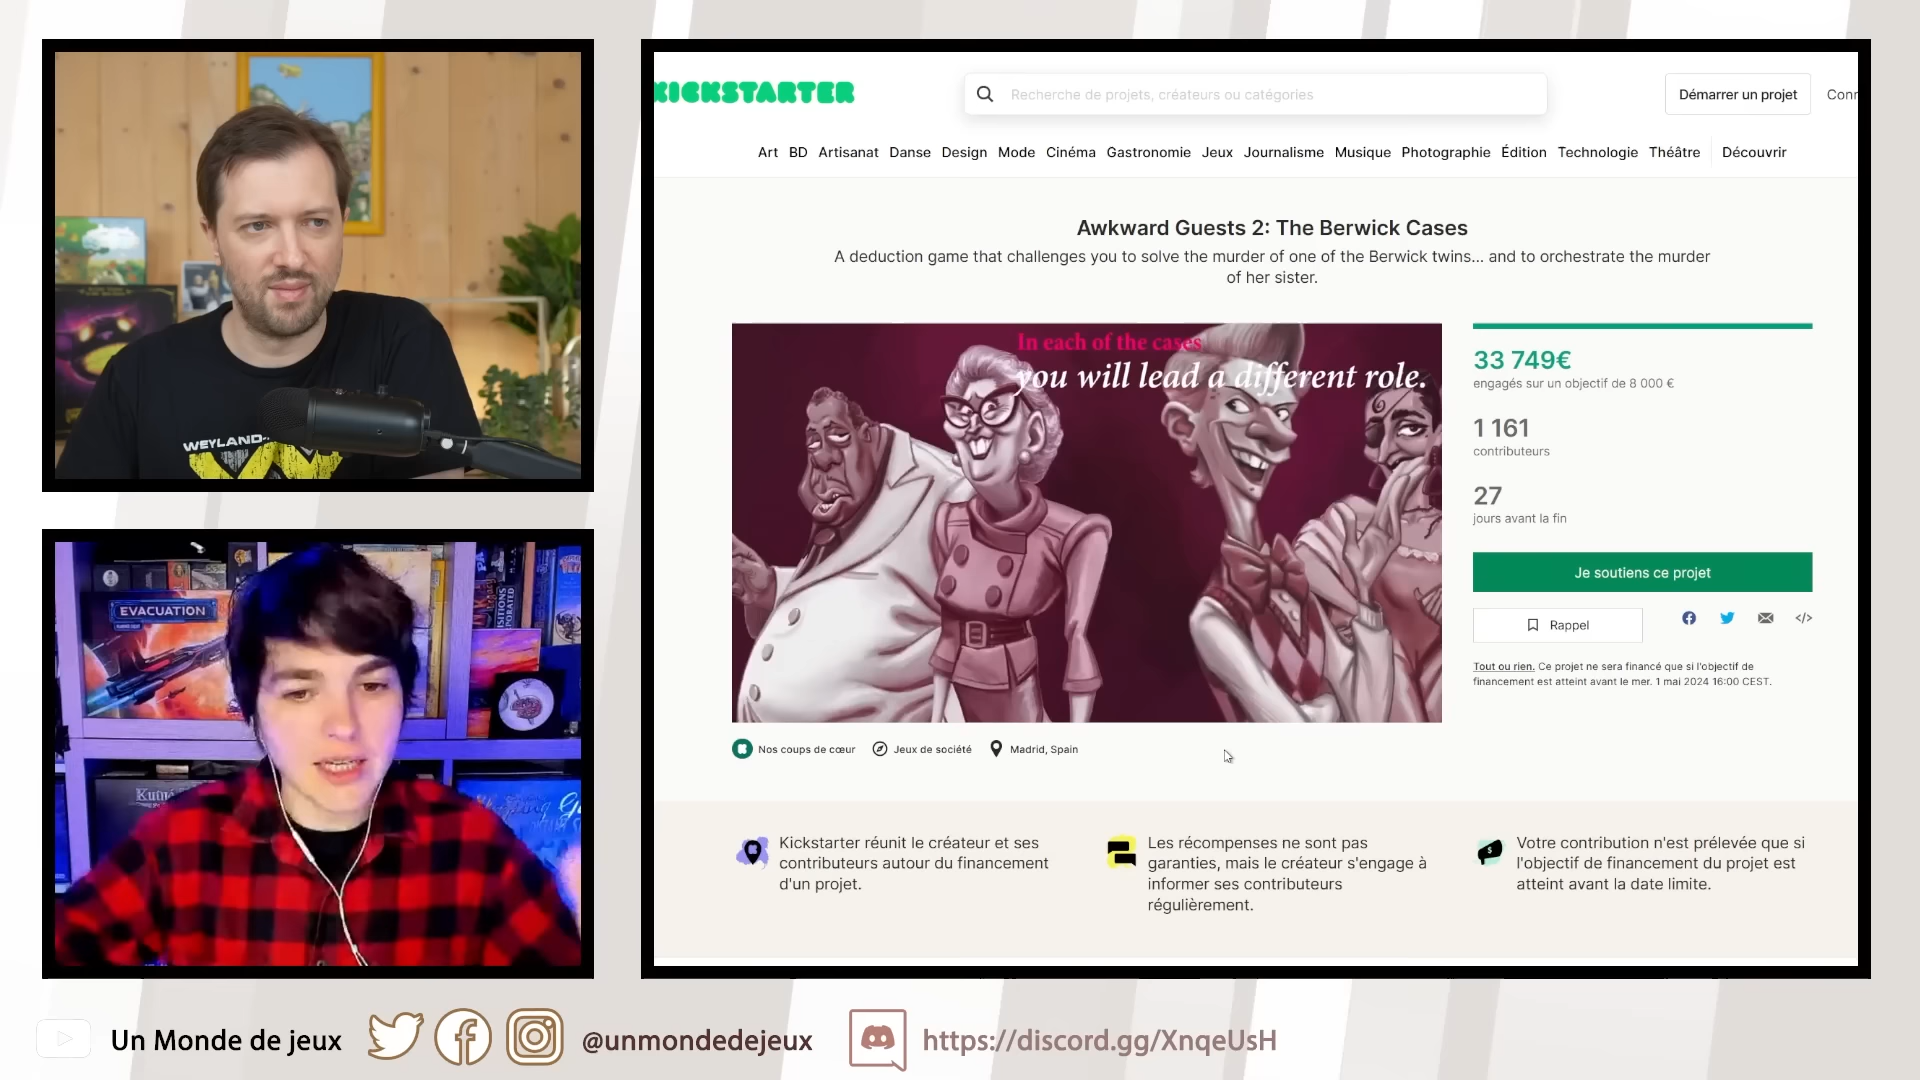 KICKSTARTER
Recherche de projets, créateurs ou catégories
Démarrer un projet
Conn
Art BD Artisanat Danse Design Mode Cinéma Gastronomie Jeux Journalisme Musique Photographie Édition Technologie Théâtre Découvrir
Awkward Guests 2: The Berwick Cases
A deduction game that challenges you to solve the murder of one of the Berwick twins... and to orchestrate the murder
of her sister.
In each of the cases
you will lead a different role.
33 749€
engagés sur un objectif de 8 000 €
1 161
contributeurs
27
jours avant la fin
Je soutiens ce projet
Rappel
Tout ou rien. Ce projet ne sera financé que si l'objectif de
financement est atteint avant le mer. 1 mai 2024 16:00 CEST.
Nos coups de cœur
Jeux de société
Madrid, Spain
Kickstarter réunit le créateur et ses
contributeurs autour du financement
d'un projet.
Les récompenses ne sont pas
garanties, mais le créateur s'engage à
informer ses contributeurs
régulièrement.
Votre contribution n'est prélevée que si
l'objectif de financement du projet est
atteint avant la date limite.
WEYLAND-
EVACUATION
Un Monde de jeux
@unmondedejeux
https://discord.gg/XnqeUsH